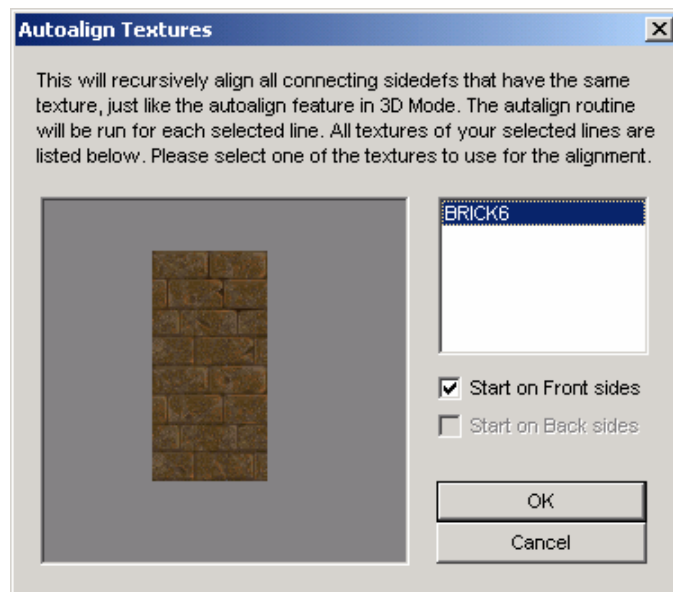 Autoalign Textures
This will recursively align all connecting sidedefs that have the same
texture, just like the autoalign feature in 3D Mode. The autalign routine
will be run for each selected line. All textures of your selected lines are
listed below. Please select one of the textures to use for the alignment.
BRICK6
Start on Front sides
Start on Back sides
OK
Cancel